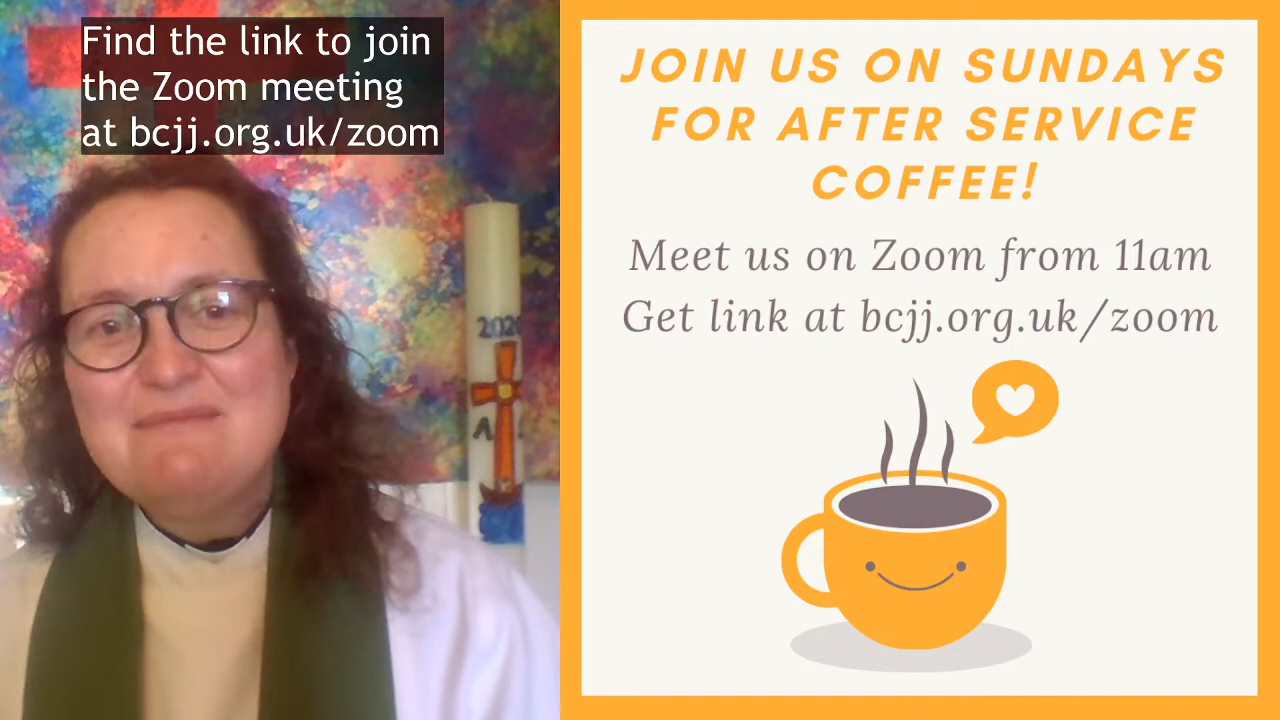 Find the link to join
the Zoom meeting
at bcjj.org.uk/zoom
JOIN US ON SUNDAYS
FOR AFTER SERVICE
COFFEE!
Meet us on Zoom from 11am
Get link at bcjj.org.uk/zoom
2020
Λ